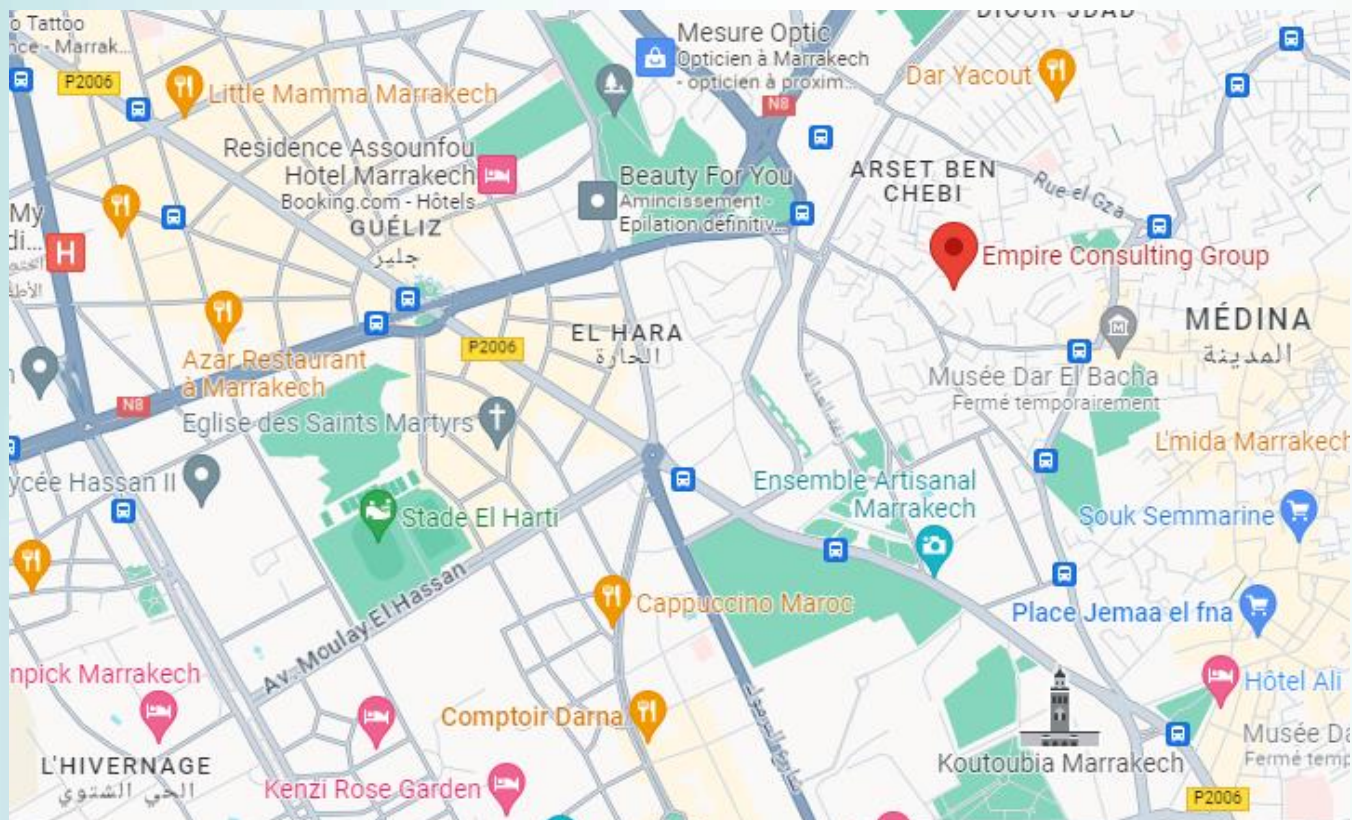 o Tattoo
nce - Marrak...
P2006
Little Mamma Marrakech
Mesure Optic
Opticien à Marrakech
- opticien à proxim...
N8
DIOUR JDAD
Dar Yacout
Residence Assounfou
Hotel Marrakech
Booking.com - Hôtels
GUÉLIZ
جليز
Beauty For You
Amincissement -
Epilation définitiv...
ARSET BEN
CHEBI
Rue el Gza
My
di...
H
Empire Consulting Group
MÉDINA
المدينة
Azar Restaurant
à Marrakech
P2006
EL HARA
الحارة
Musée Dar El Bacha
Fermé temporairement
N8
Eglise des Saints Martyrs
L'mida Marrakech
ycée Hassan II
Stade El Harti
Ensemble Artisanal
Marrakech
Souk Semmarine
Av. Moulay El Hassan
Cappuccino Maroc
Place Jemaa el fna
npick Marrakech
Comptoir Darna
Hôtel Ali
L'HIVERNAGE
الحي الشتوي
Kenzi Rose Garden
Koutoubia Marrakech
Musée Da
Fermé temp
P2006